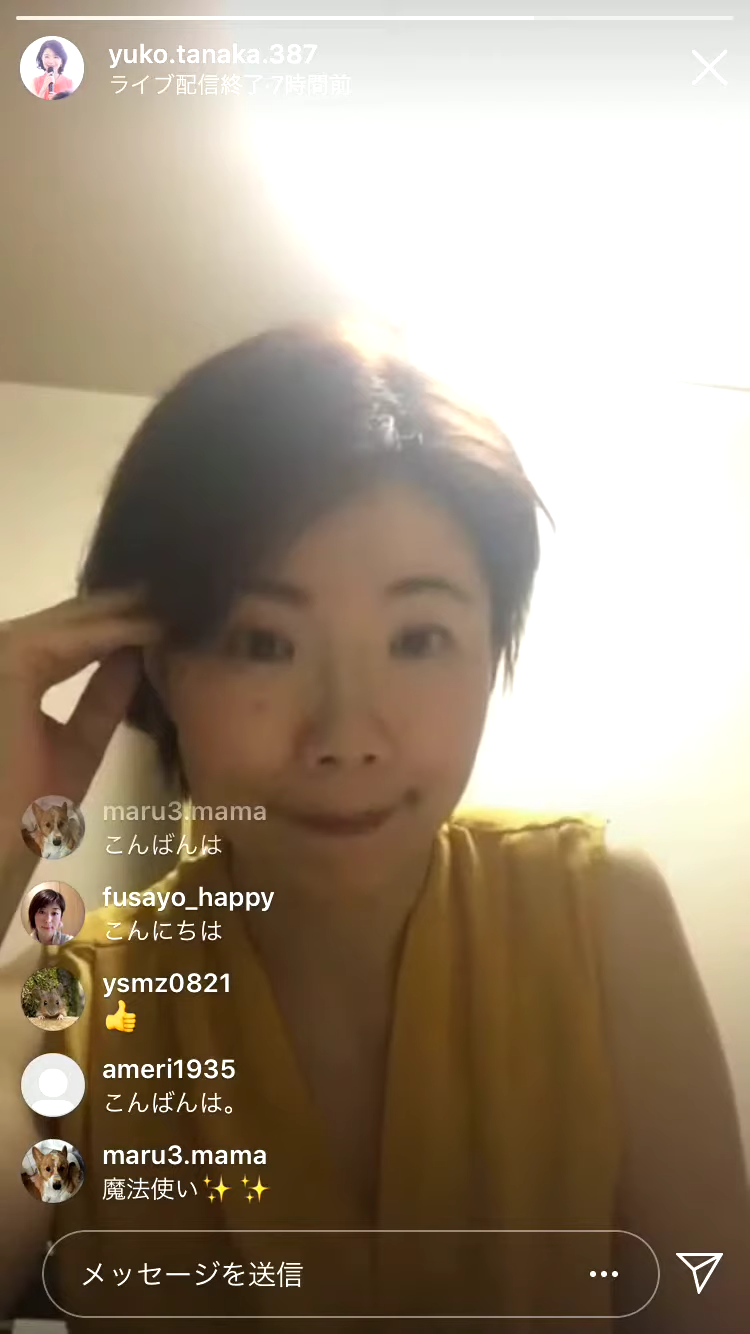 yuko.tanaka.387
ライブ配信終了·7時間前
maru3.mama
こんばんは
fusayo_happy
こんにちは
ysmz0821
👍
ameri1935
こんばんは。
maru3.mama
魔法使い✨✨
メッセージを送信